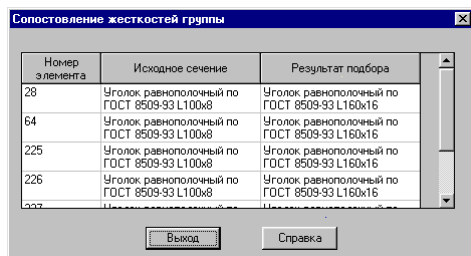 Сопостовление жесткостей группы
Номер элемента
Исходное сечение
Результат подбора
28
Уголок равнополочный по ГОСТ 8509-93 L100x8
Уголок равнополочный по ГОСТ 8509-93 L160x16
64
Уголок равнополочный по ГОСТ 8509-93 L100x8
Уголок равнополочный по ГОСТ 8509-93 L160x16
225
Уголок равнополочный по ГОСТ 8509-93 L100x8
Уголок равнополочный по ГОСТ 8509-93 L160x16
226
Уголок равнополочный по ГОСТ 8509-93 L100x8
Уголок равнополочный по ГОСТ 8509-93 L160x16
Выход
Справка